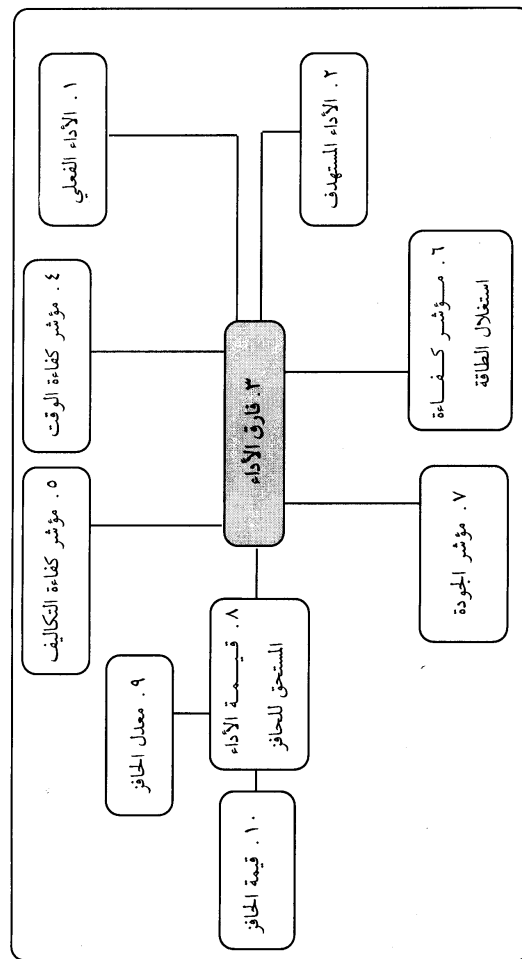 ١. الأداء الفعلي
٢. الأداء المستهدف
٣. فارق الأداء
٤. مؤشر كفاءة الوقت
٥. مؤشر كفاءة التكاليف
٦. مؤشر كفاءة
استغلال الطاقة
٧. مؤشر الجودة
٨. قيمة الأداء
المستحق للحافز
٩. معدل الحافز
١٠. قيمة الحافز